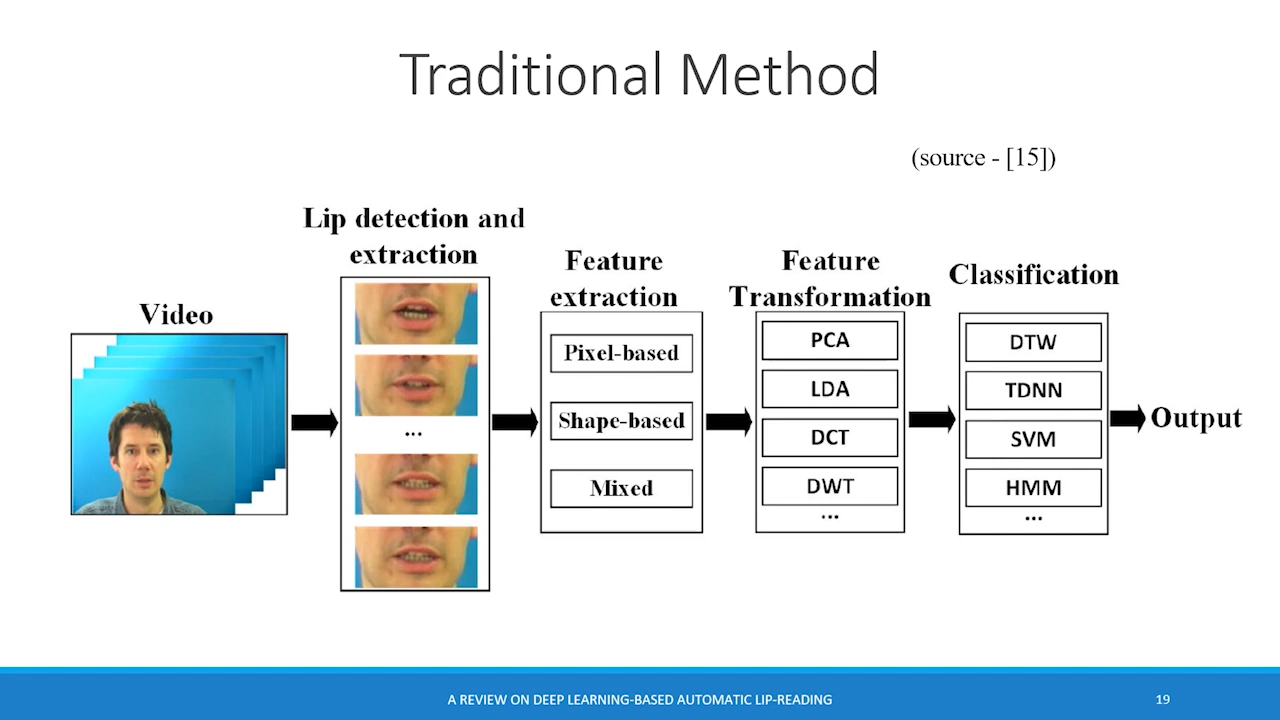 Traditional Method
(source - [15])
Video
Lip detection and
extraction
...
Feature
extraction
Pixel-based
Shape-based
Mixed
Feature
Transformation
PCA
LDA
DCT
DWT
...
Classification
DTW
TDNN
SVM
HMM
...
Output
A REVIEW ON DEEP LEARNING-BASED AUTOMATIC LIP-READING
19